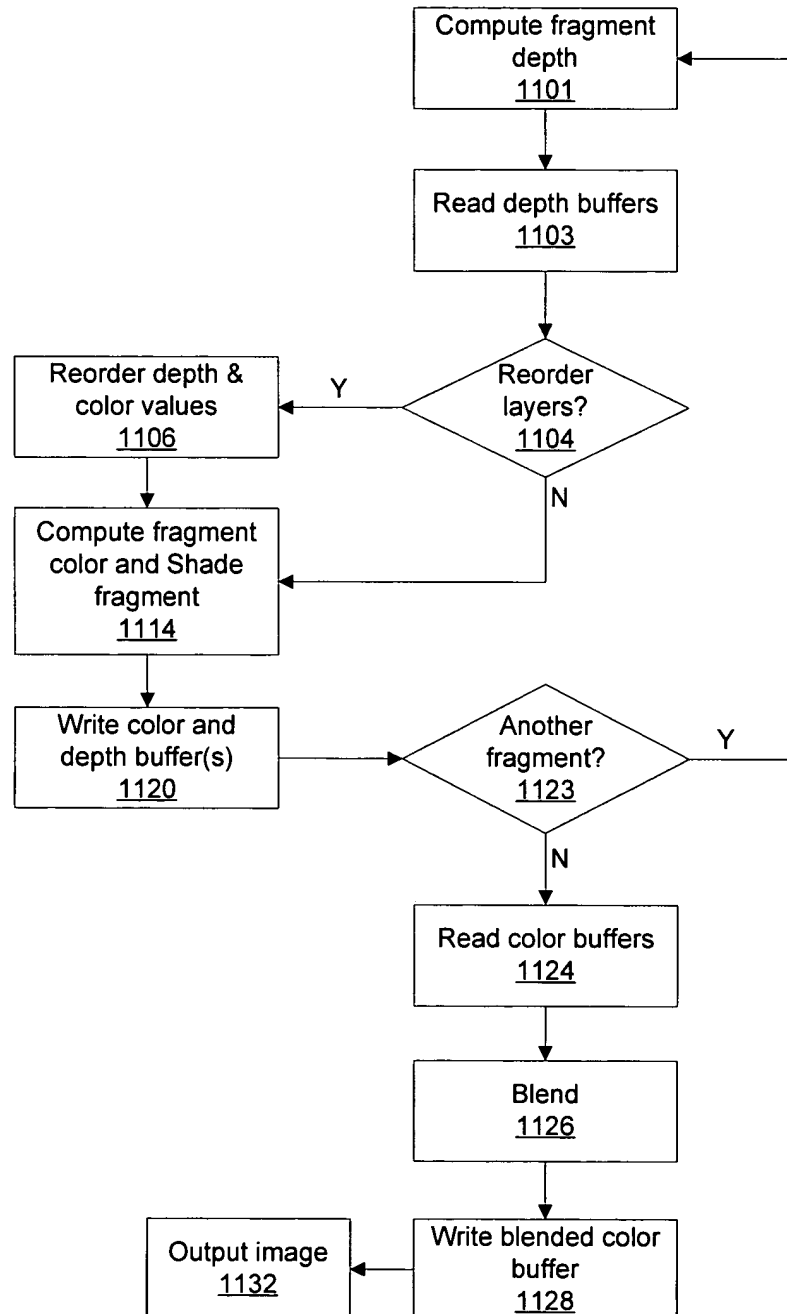 Compute fragment
depth
1101
Read depth buffers
1103
Reorder
layers?
1104
Y
N
Reorder depth &
color values
1106
Compute fragment
color and Shade
fragment
1114
Write color and
depth buffer(s)
1120
Another
fragment?
1123
Y
N
Read color buffers
1124
Blend
1126
Write blended color
buffer
1128
Output image
1132